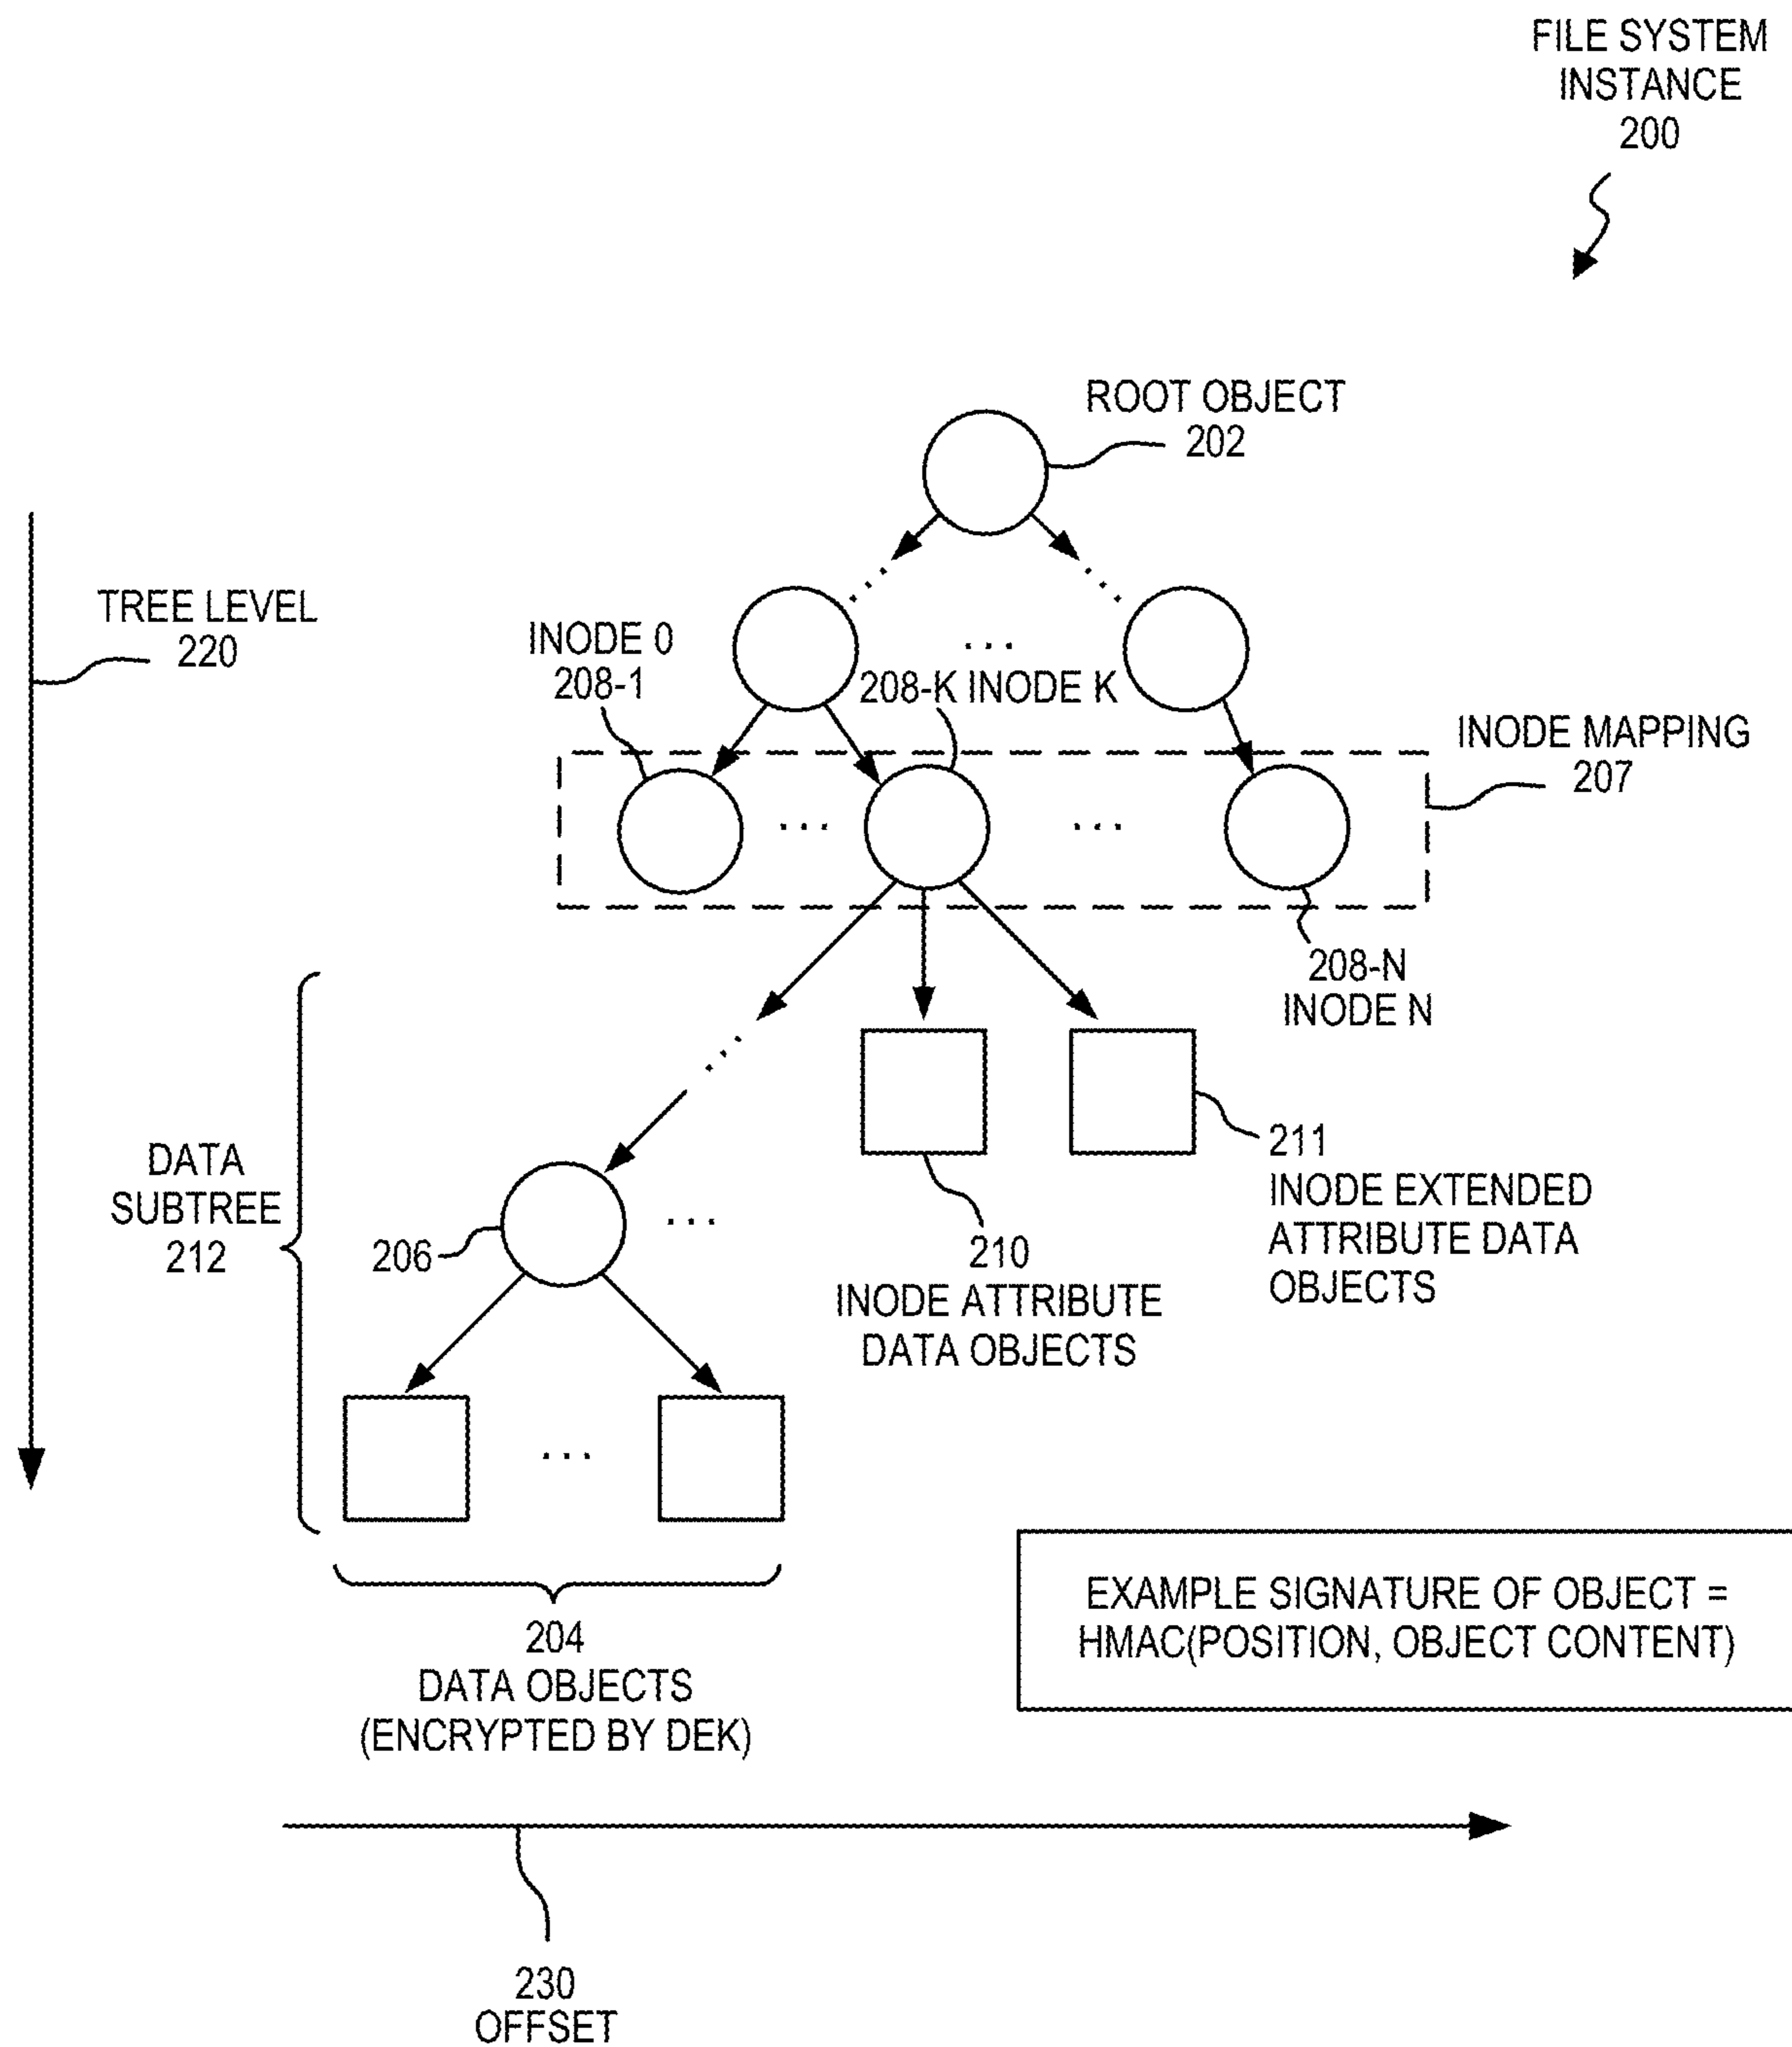 FILE SYSTEM
INSTANCE
200
ROOT OBJECT
202
TREE LEVEL
220
INODE 0
208-1
...
208-K INODE K
INODE MAPPING
207
...
...
208-N
INODE N
DATA
SUBTREE
212
206
...
210
INODE ATTRIBUTE
DATA OBJECTS
211
INODE EXTENDED
ATTRIBUTE DATA
OBJECTS
...
204
DATA OBJECTS
(ENCRYPTED BY DEK)
EXAMPLE SIGNATURE OF OBJECT =
HMAC(POSITION, OBJECT CONTENT)
230
OFFSET